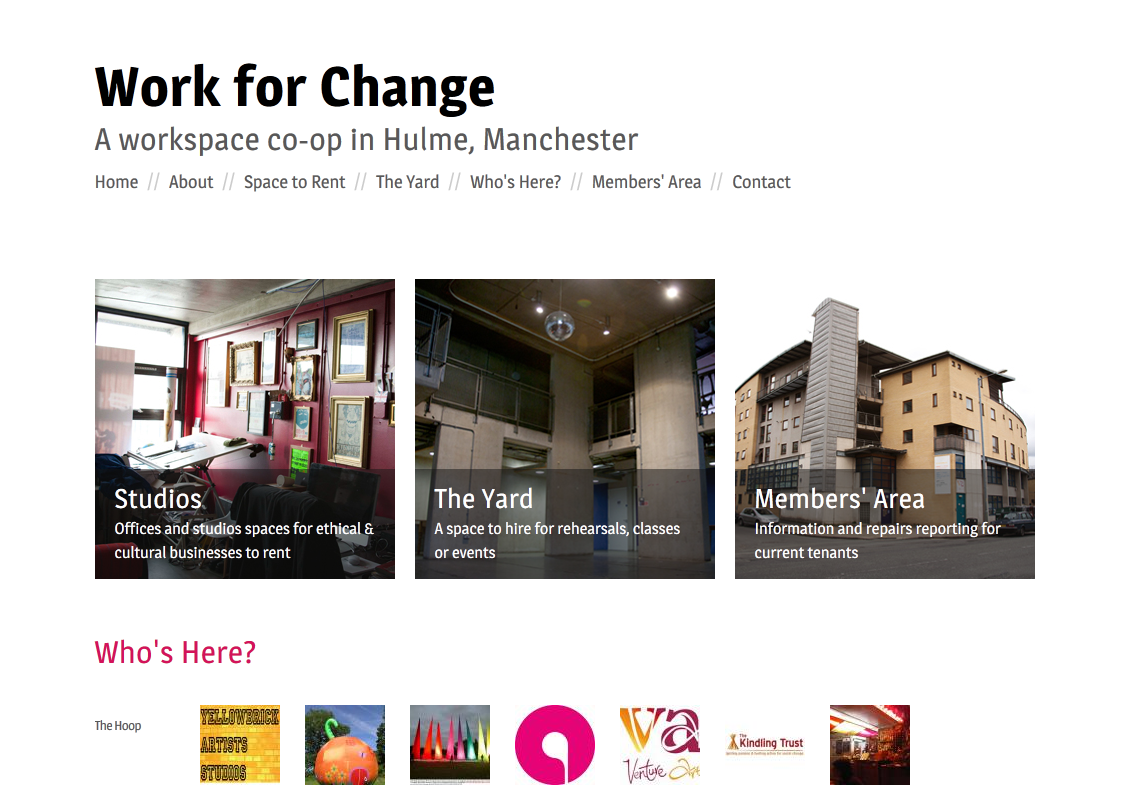 Work for Change
A workspace co-op in Hulme, Manchester
Home // About // Space to Rent // The Yard // Who's Here? // Members' Area // Contact
Studios
Offices and studios spaces for ethical &
cultural businesses to rent
The Yard
A space to hire for rehearsals, classes
or events
Members' Area
Information and repairs reporting for
current tenants
Who's Here?
The Hoop
YELLOWBRICK
ARTISTS
STUDIOS
va
Venture Arts
The
Kindling Trust